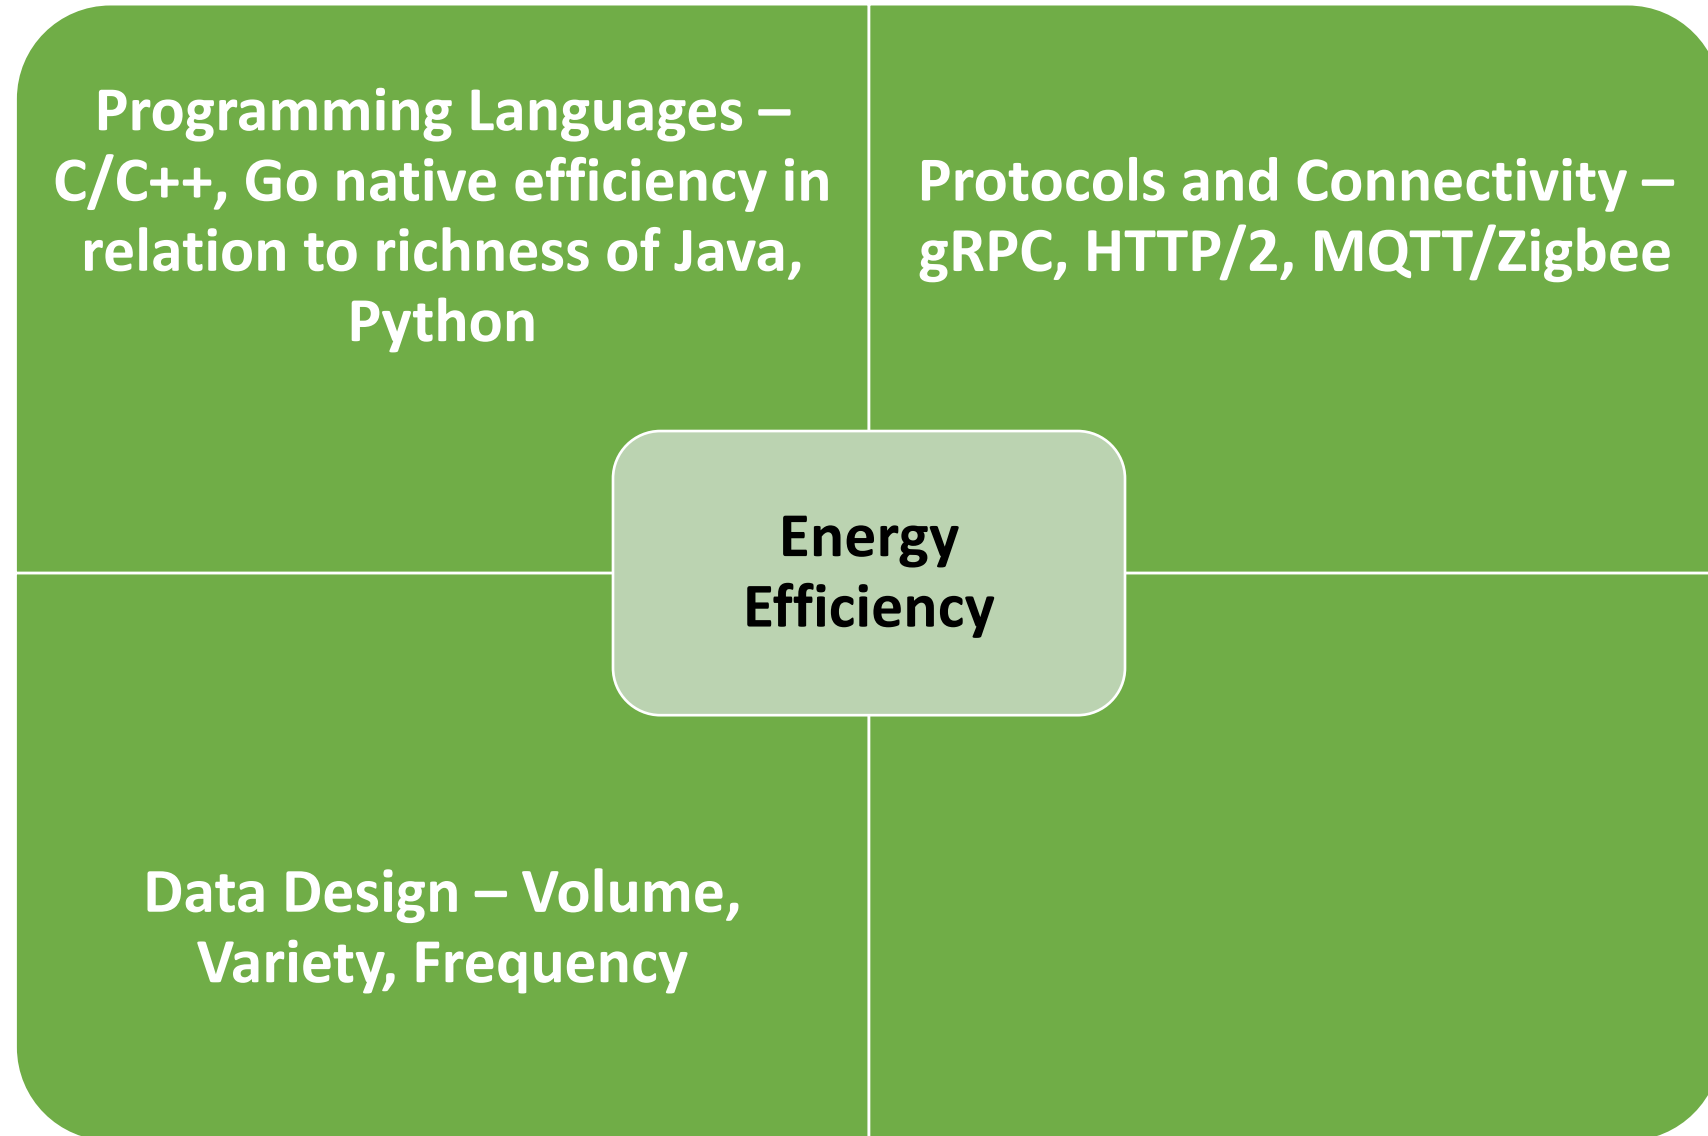 Programming Languages –
C/C++, Go native efficiency in
relation to richness of Java,
Python
Protocols and Connectivity –
gRPC, HTTP/2, MQTT/Zigbee
Energy
Efficiency
Data Design – Volume,
Variety, Frequency